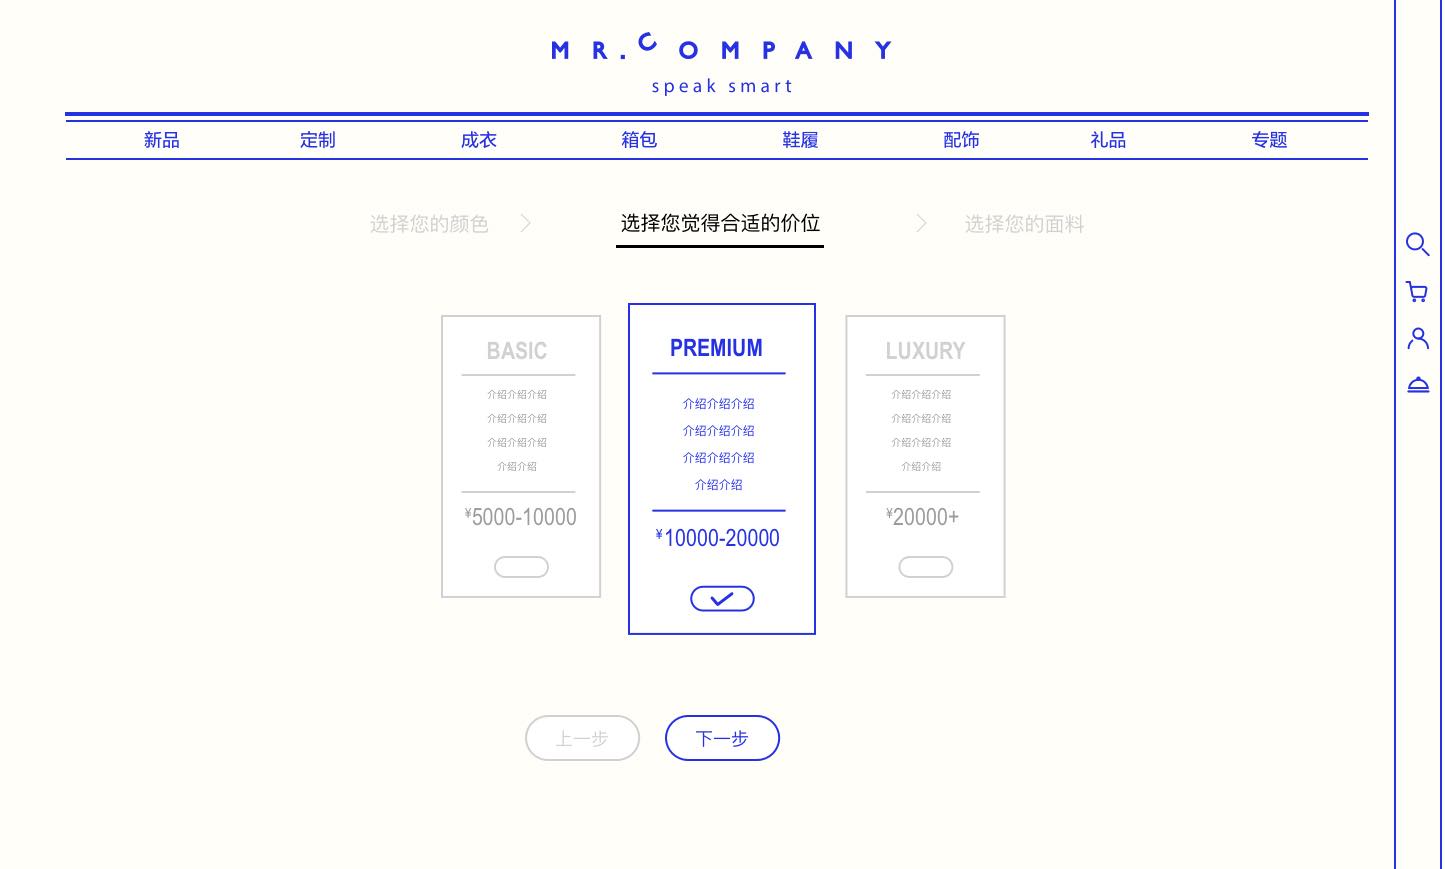 MR.COMPANY
speak smart
新品 定制 成衣 箱包 鞋履 配饰 礼品 专题
选择您的颜色 选择您觉得合适的价位 选择您的面料
BASIC
介绍介绍介绍
介绍介绍介绍
介绍介绍介绍
介绍介绍
¥5000-10000
PREMIUM
介绍介绍介绍
介绍介绍介绍
介绍介绍介绍
介绍介绍
¥10000-20000
LUXURY
介绍介绍介绍
介绍介绍介绍
介绍介绍介绍
介绍介绍
¥20000+
上一步 下一步